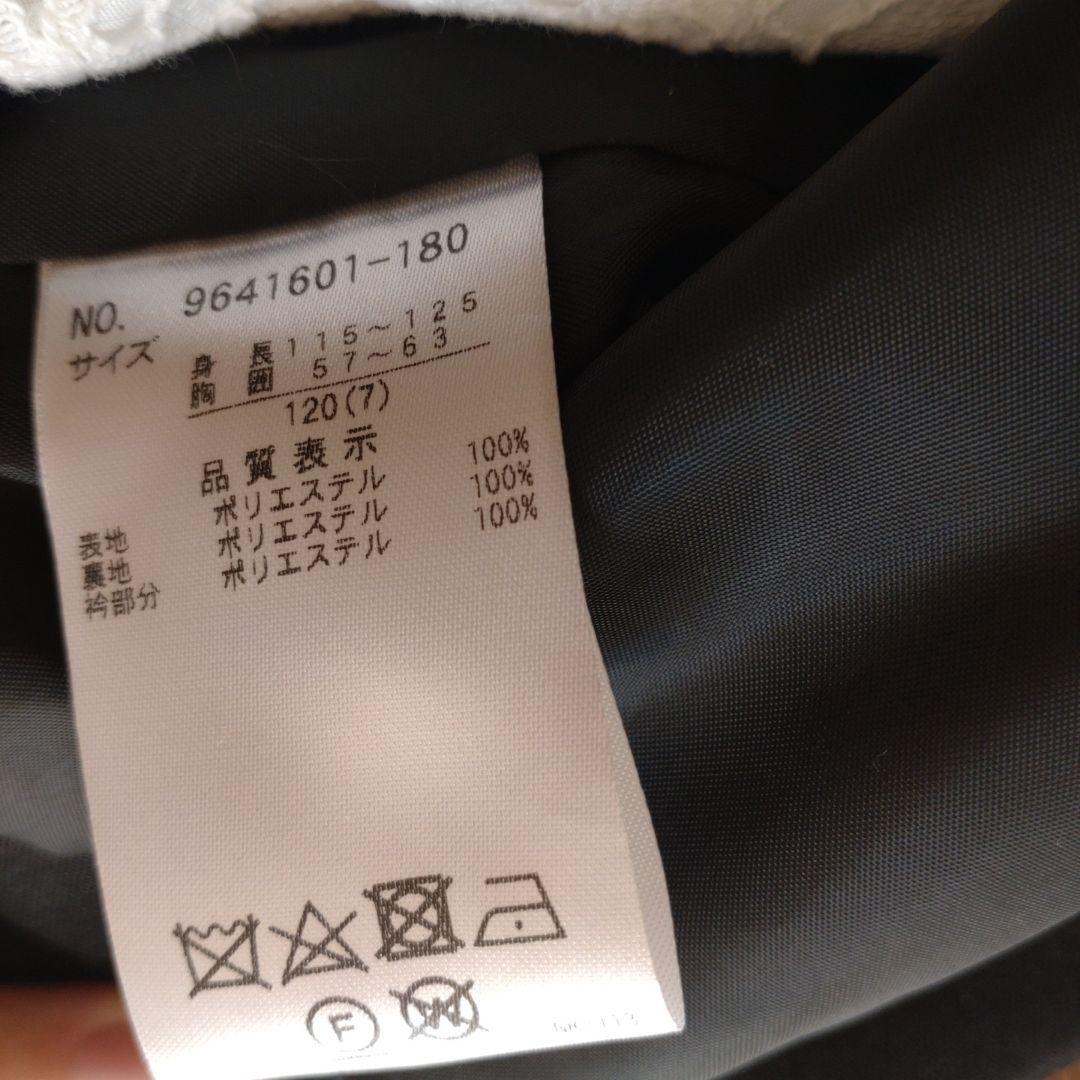 NO. 9641601-180
サイズ 身長 115～125
胸囲 57～63
120(7)
品質表示
表地 ポリエステル 100%
裏地 ポリエステル 100%
衿部分 ポリエステル 100%
F
W